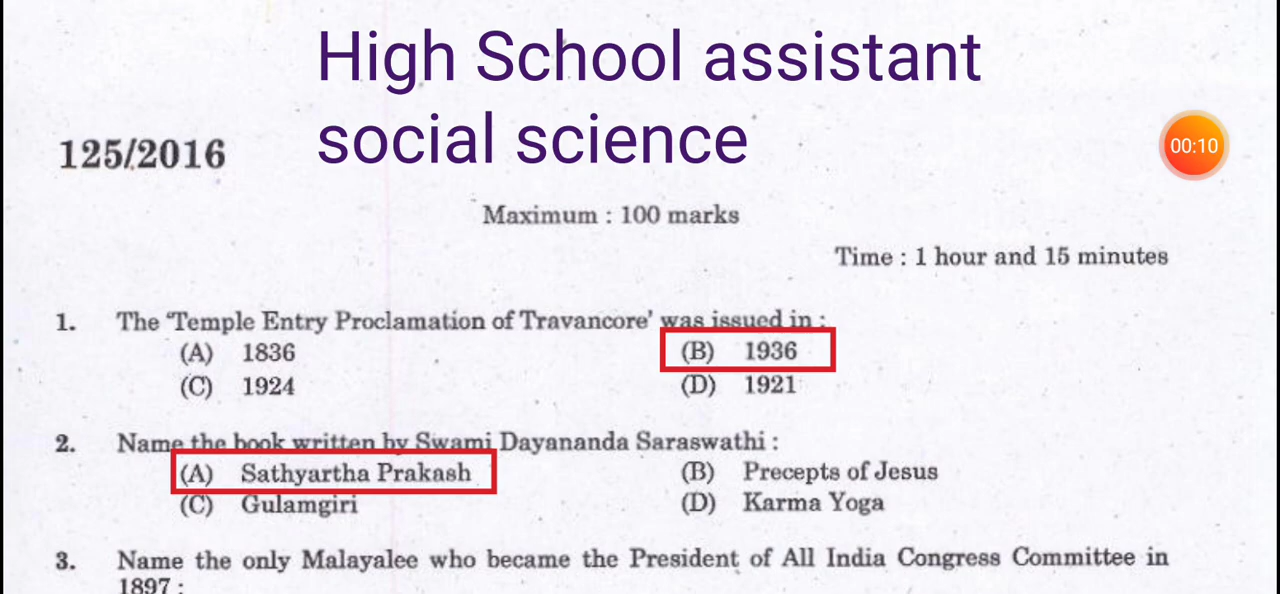 High School assistant
social science
125/2016
00:10
Maximum : 100 marks
Time : 1 hour and 15 minutes
1. The 'Temple Entry Proclamation of Travancore' was issued in :
(A) 1836 (B) 1936
(C) 1924 (D) 1921
2. Name the book written by Swami Dayananda Saraswathi :
(A) Sathyartha Prakash (B) Precepts of Jesus
(C) Gulamgiri (D) Karma Yoga
3. Name the only Malayalee who became the President of All India Congress Committee in
1897 :